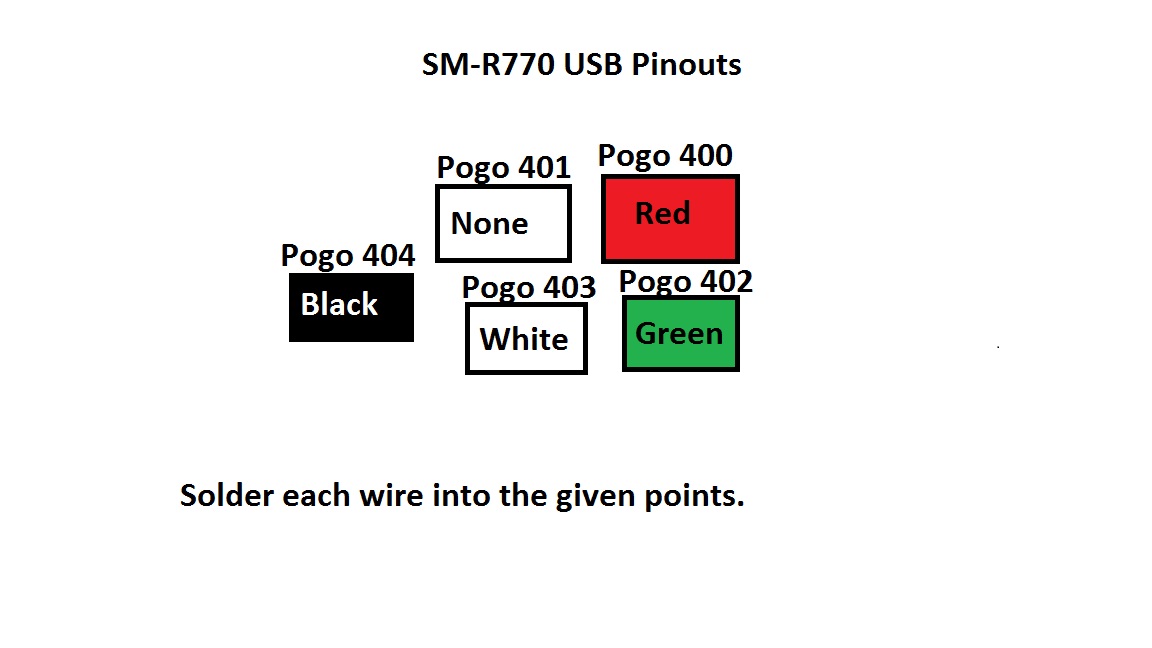 SM-R770 USB Pinouts
Pogo 401
Pogo 400
None
Red
Pogo 404
Black
Pogo 403
Pogo 402
White
Green
Solder each wire into the given points.